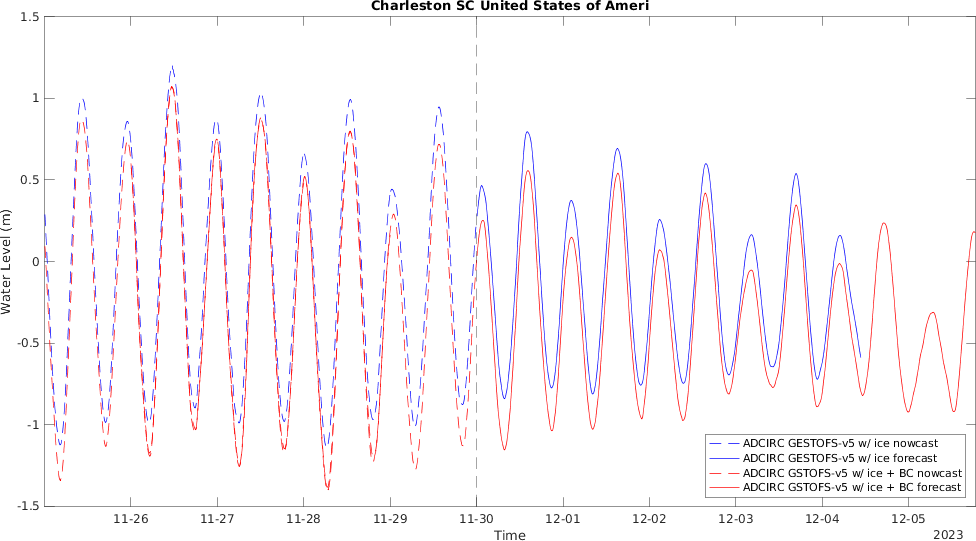 Charleston SC United States of Ameri
1.5
1
0.5
0
-0.5
-1
-1.5
Water Level (m)
ADCIRC GESTOFS-v5 w/ ice nowcast
ADCIRC GESTOFS-v5 w/ ice forecast
ADCIRC GSTOFS-v5 w/ ice + BC nowcast
ADCIRC GSTOFS-v5 w/ ice + BC forecast
11-26 11-27 11-28 11-29 11-30 12-01 12-02 12-03 12-04 12-05
Time
2023